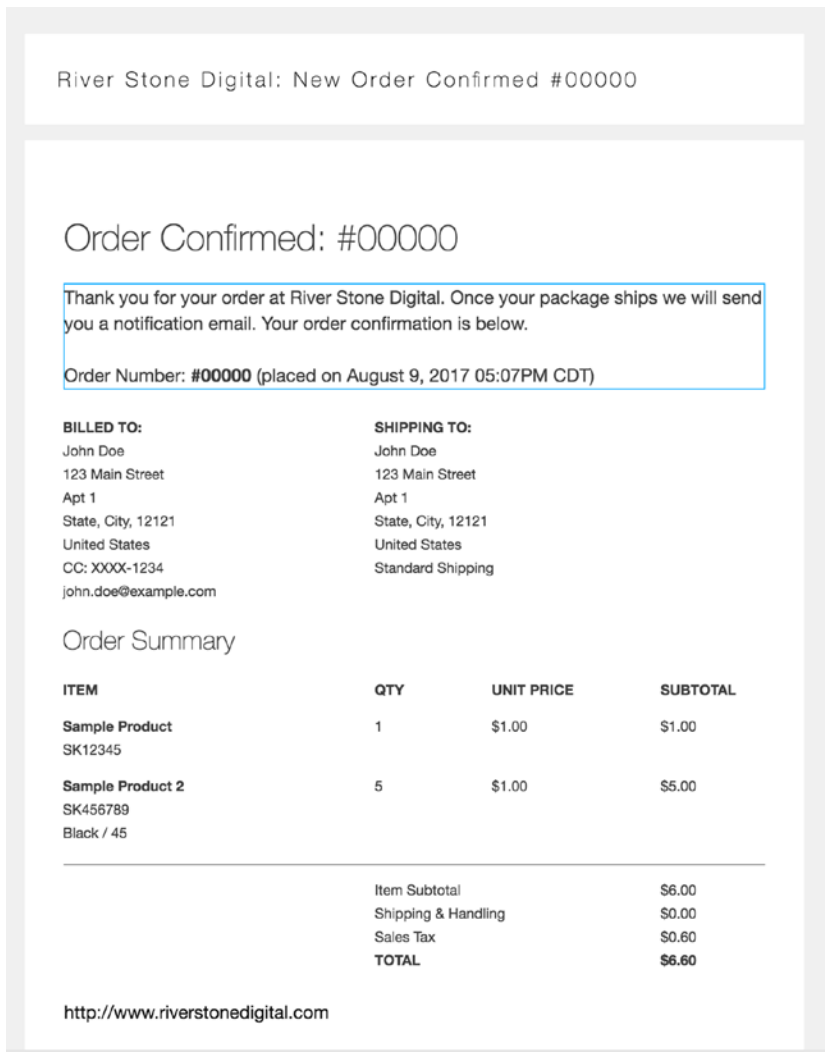 River Stone Digital: New Order Confirmed #00000
Order Confirmed: #00000
Thank you for your order at River Stone Digital. Once your package ships we will send
you a notification email. Your order confirmation is below.
Order Number: #00000 (placed on August 9, 2017 05:07PM CDT)
BILLED TO:
John Doe
123 Main Street
Apt 1
State, City, 12121
United States
CC: XXXX-1234
john.doe@example.com
SHIPPING TO:
John Doe
123 Main Street
Apt 1
State, City, 12121
United States
Standard Shipping
Order Summary
ITEM QTY UNIT PRICE SUBTOTAL
Sample Product 1 $1.00 $1.00
SK12345
Sample Product 2 5 $1.00 $5.00
SK456789
Black / 45
Item Subtotal $6.00
Shipping & Handling $0.00
Sales Tax $0.60
TOTAL $6.60
http://www.riverstonedigital.com